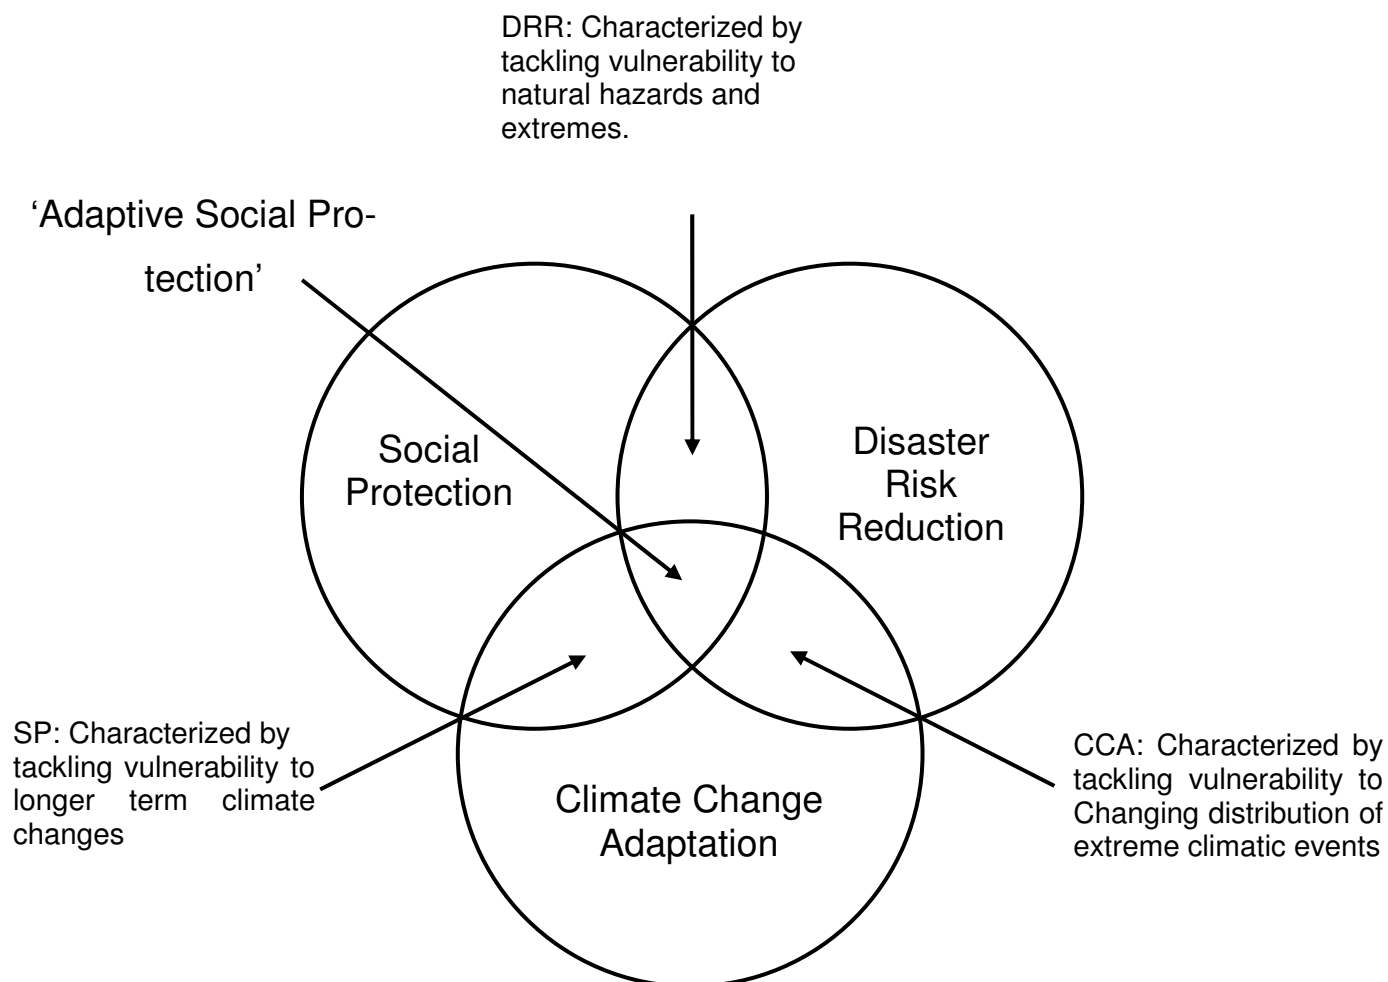 DRR: Characterized by
tackling vulnerability to
natural hazards and
extremes.
‘Adaptive Social Pro-
tection’
Social
Protection
Disaster
Risk
Reduction
SP: Characterized by
tackling vulnerability to
longer term climate
changes
CCA: Characterized by
tackling vulnerability to
Changing distribution of
extreme climatic events
Climate Change
Adaptation